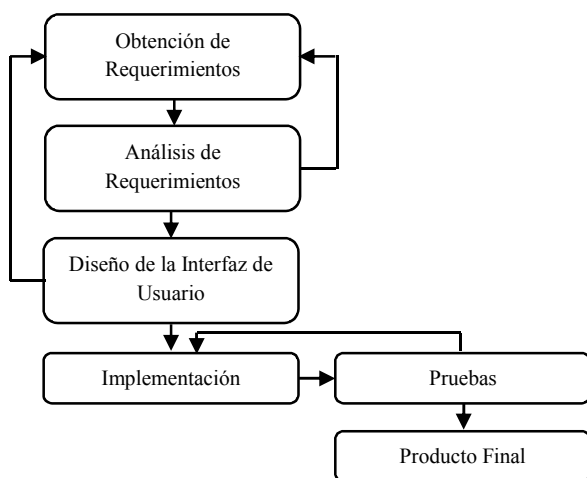 Obtención de
Requerimientos
Análisis de
Requerimientos
Diseño de la Interfaz de
Usuario
Implementación
Pruebas
Producto Final